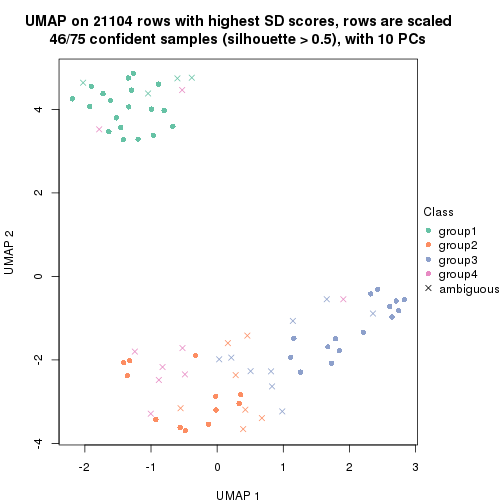 UMAP on 21104 rows with highest SD scores, rows are scaled
46/75 confident samples (silhouette > 0.5), with 10 PCs
4
2
0
-2
-4
UMAP 2
-2
-1
0
1
2
3
UMAP 1
Class
group1
group2
group3
group4
ambiguous